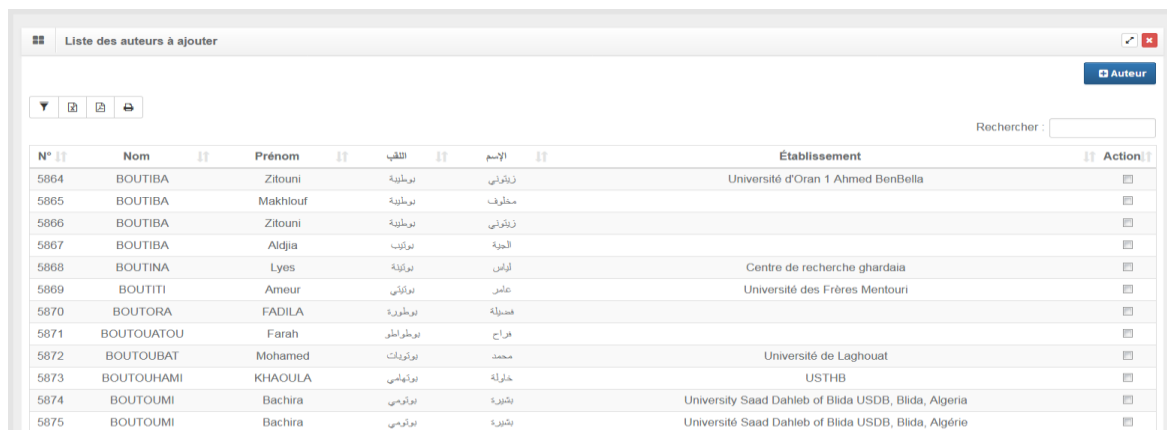 Liste des auteurs à ajouter
Auteur
Rechercher :
N° Nom Prénom اللقب الإسم Établissement Action
5864 BOUTIBA Zitouni بوطيبة زيتوني Université d'Oran 1 Ahmed BenBella
5865 BOUTIBA Makhlouf بوطيبة مخلوف
5866 BOUTIBA Zitouni بوطيبة زيتوني
5867 BOUTIBA Aldjia بوتيب الجية
5868 BOUTINA Lyes بوتينة لياس Centre de recherche ghardaia
5869 BOUTITI Ameur بوتيتي عامر Université des Frères Mentouri
5870 BOUTORA FADILA بوطورة فضيلة
5871 BOUTOUATOU Farah بوطواطو فراح
5872 BOUTOUBAT Mohamed بوتوبات محمد Université de Laghouat
5873 BOUTOUHAMI KHAOULA بوتهامي خاولة USTHB
5874 BOUTOUMI Bachira بوتومي بشيرة University Saad Dahleb of Blida USDB, Blida, Algeria
5875 BOUTOUMI Bachira بوتومي بشيرة Université Saad Dahleb of Blida USDB, Blida, Algérie